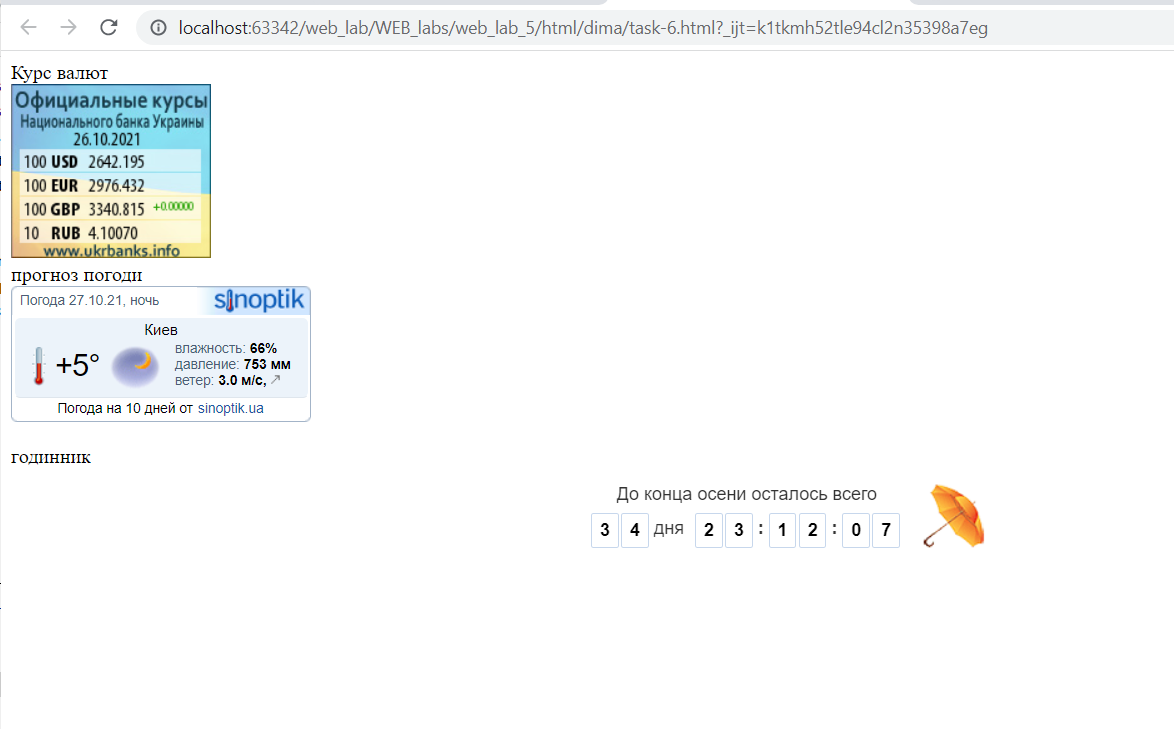 localhost:63342/web_lab/WEB_labs/web_lab_5/html/dima/task-6.html?_ijt=k1tkmh52tle94cl2n35398a7eg
Курс валют
Официальные курсы
Национального банка Украины
26.10.2021
100 USD 2642.195
100 EUR 2976.432
100 GBP 3340.815 +0.00000
10 RUB 4.10070
www.ukrbanks.info
прогноз погоди
Погода 27.10.21, ночь sinoptik
Киев
+5°
влажность: 66%
давление: 753 мм
ветер: 3.0 м/с, ↗
Погода на 10 дней от sinoptik.ua
годинник
До конца осени осталось всего
3 4 дня 2 3 : 1 2 : 0 7